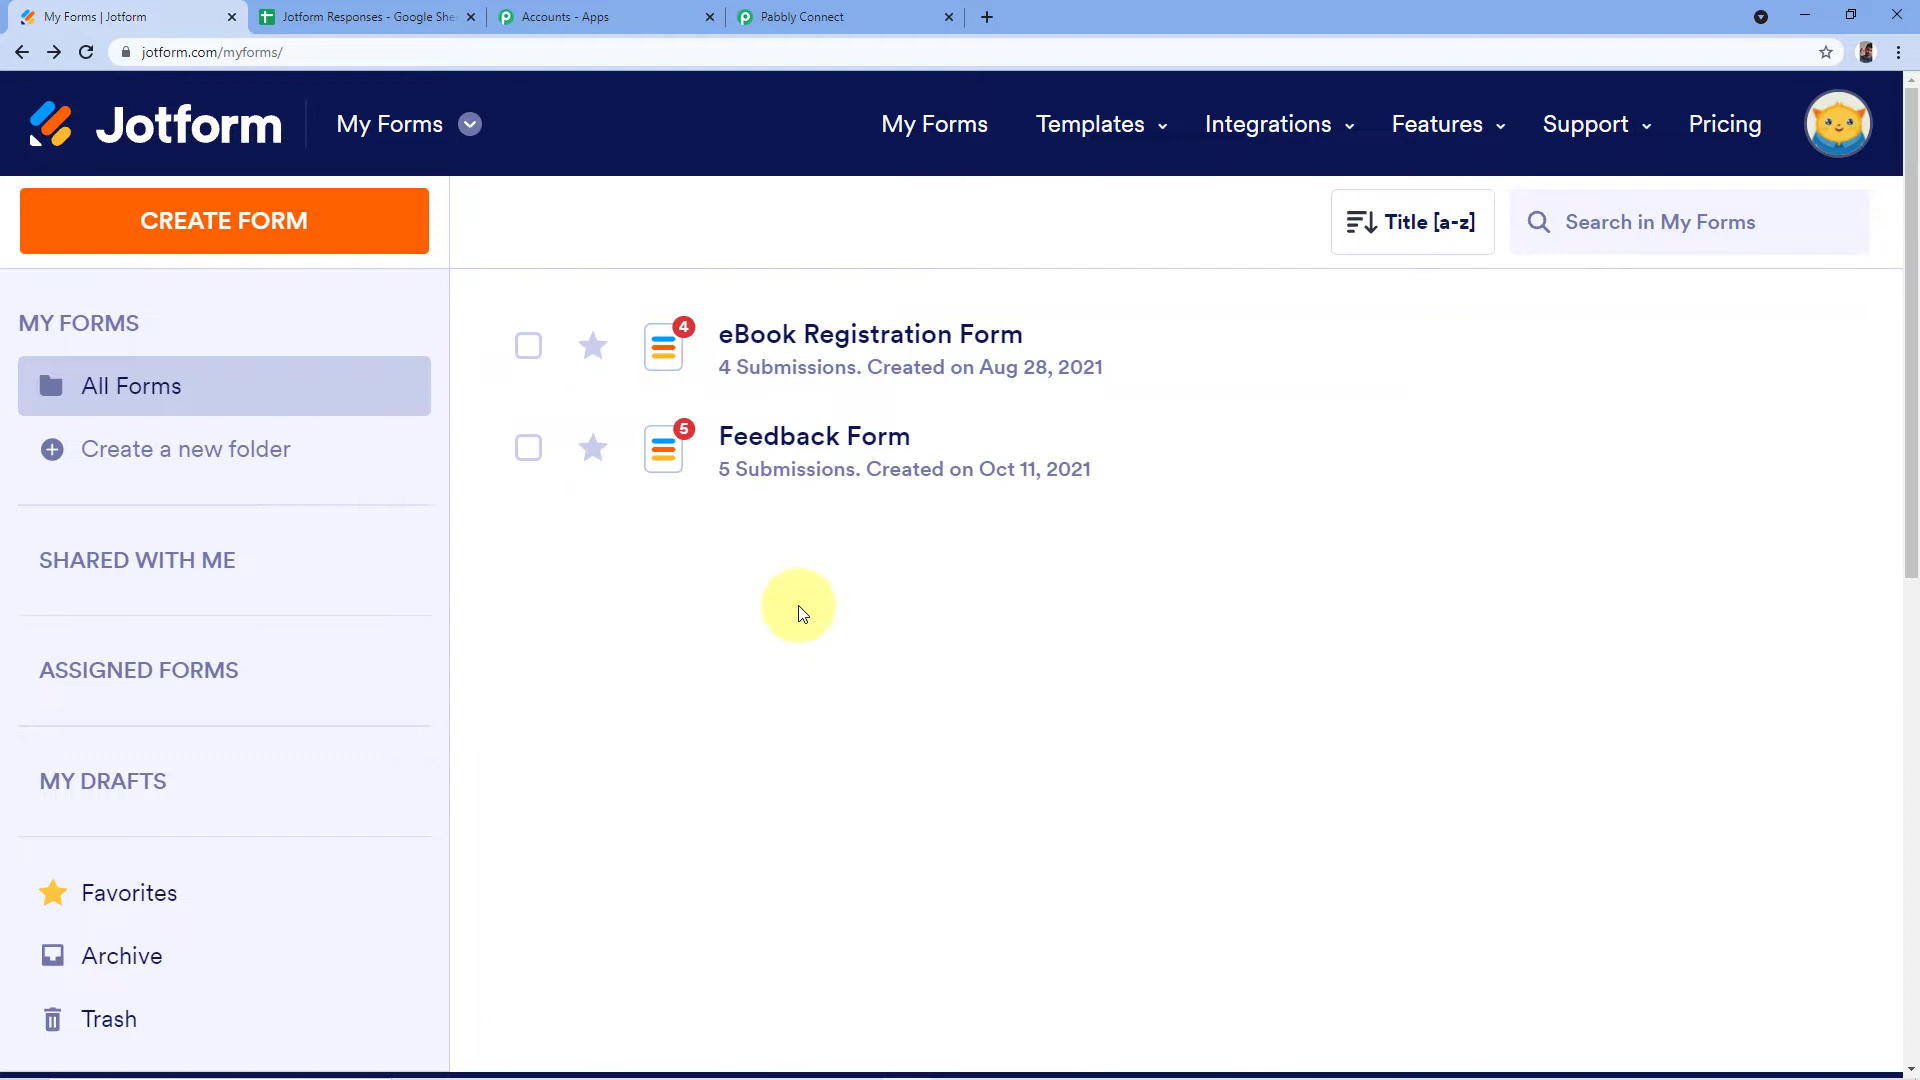 My Forms | Jotform
Jotform Responses - Google She
Accounts - Apps
Pabbly Connect
jotform.com/myforms/
Jotform
My Forms
My Forms
Templates
Integrations
Features
Support
Pricing
CREATE FORM
Title [a-z]
Search in My Forms
MY FORMS
All Forms
Create a new folder
SHARED WITH ME
ASSIGNED FORMS
MY DRAFTS
Favorites
Archive
Trash
4
eBook Registration Form
4 Submissions. Created on Aug 28, 2021
5
Feedback Form
5 Submissions. Created on Oct 11, 2021